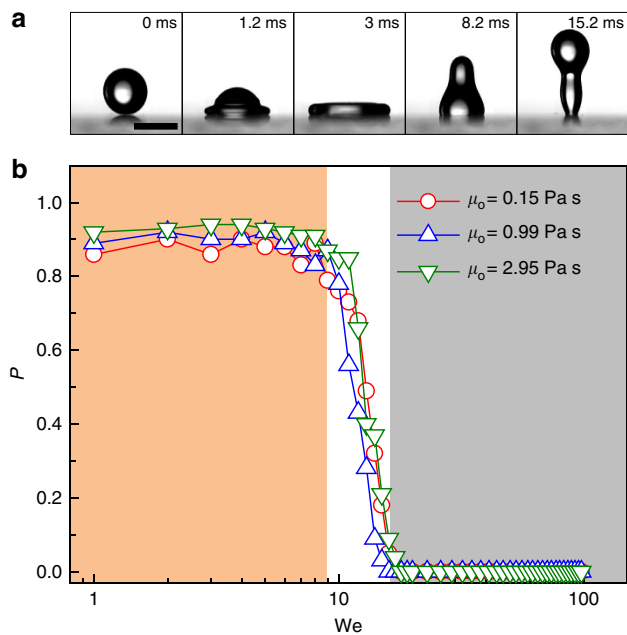 a
0 ms
1.2 ms
3 ms
8.2 ms
15.2 ms
b
1.0
0.8
0.6
0.4
0.2
0.0
P
μo = 0.15 Pa s
μo = 0.99 Pa s
μo = 2.95 Pa s
1
10
100
We